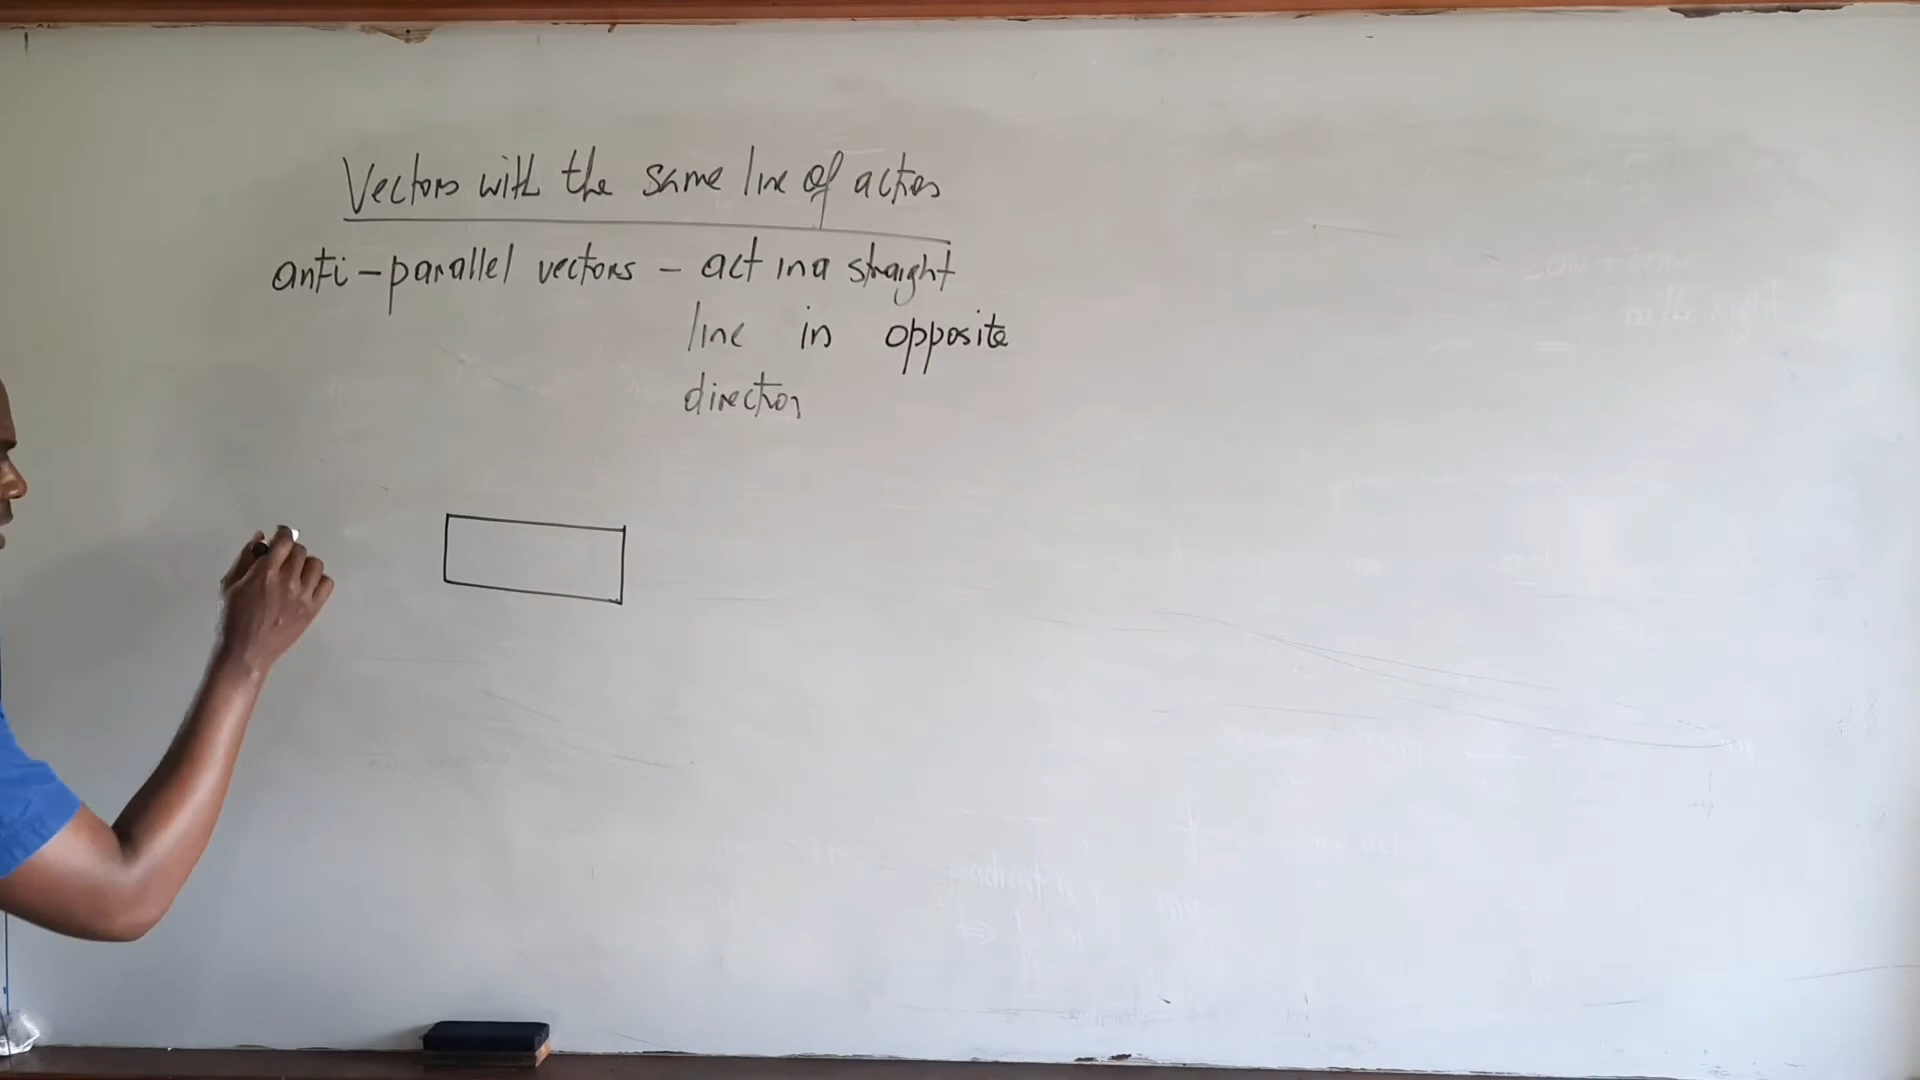 Vectors with the same line of action
anti-parallel vectors - act in a straight
line in opposite
direction